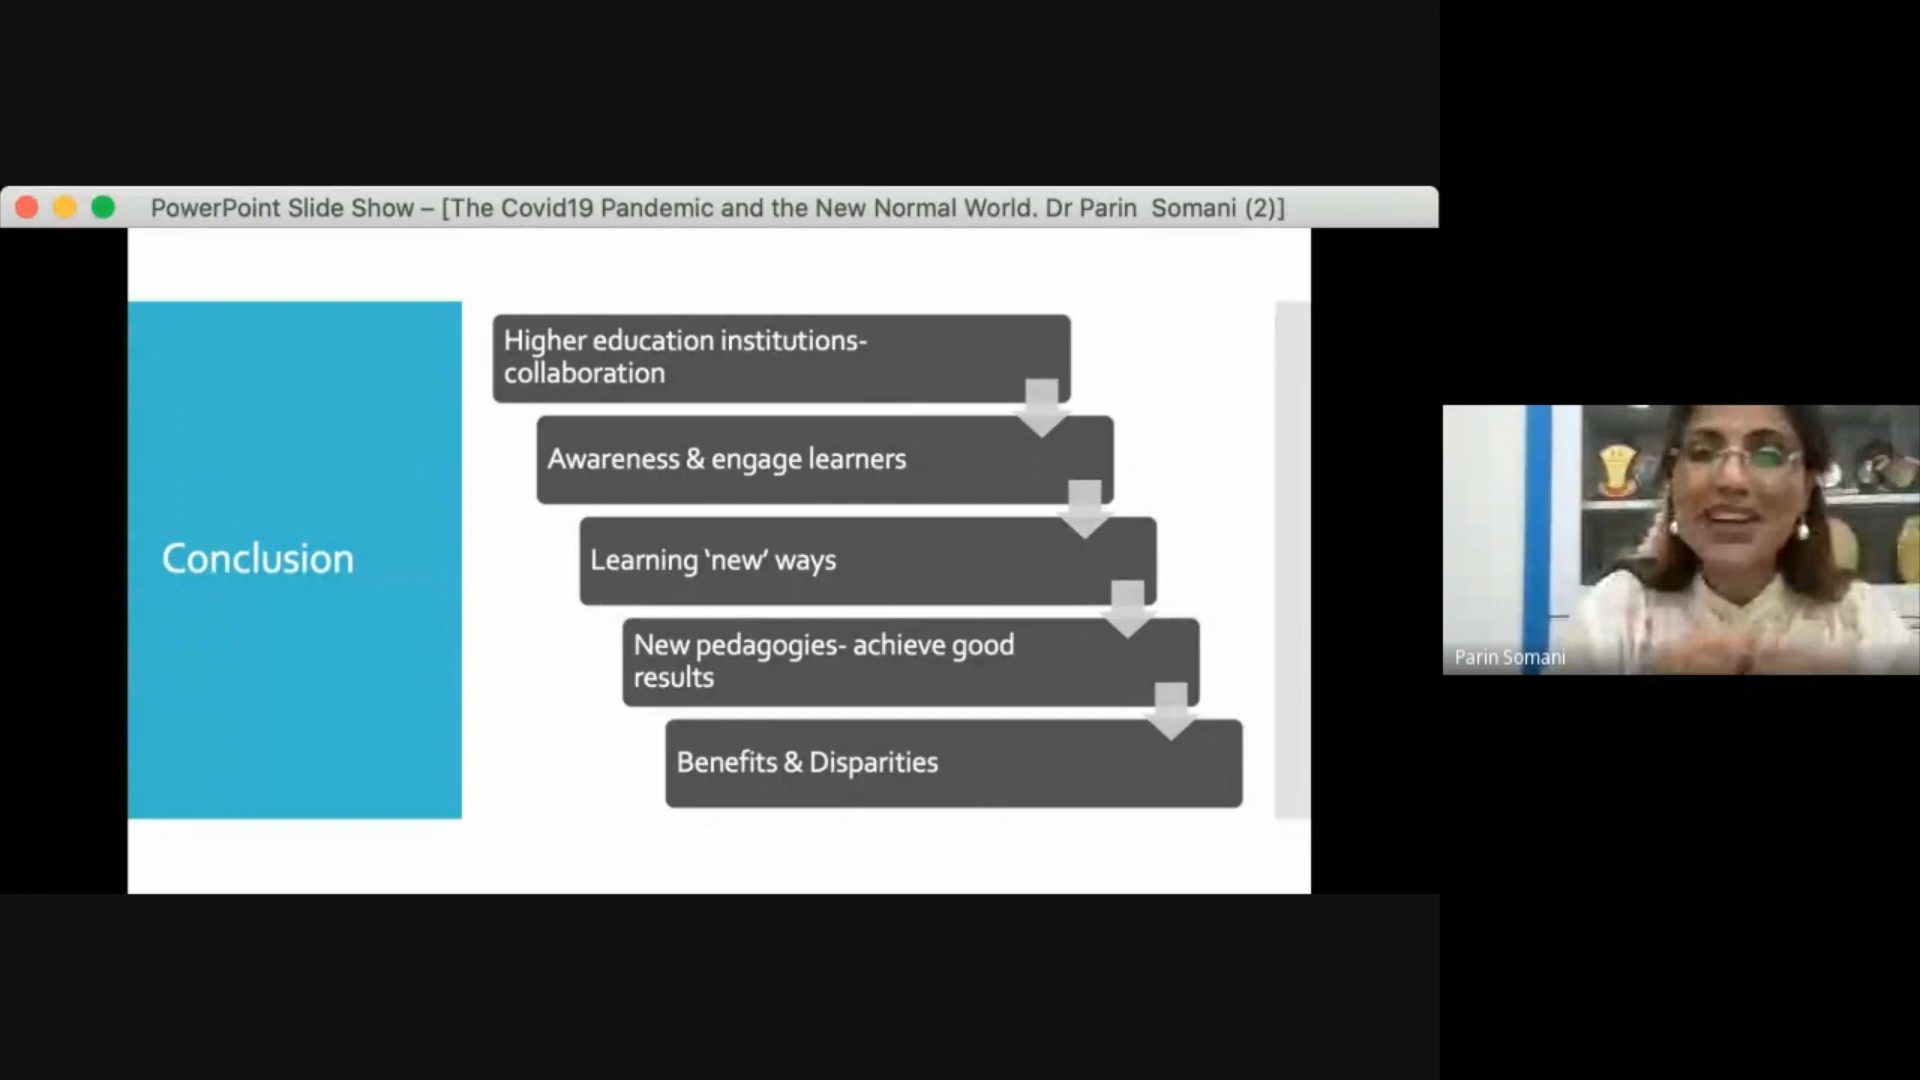 PowerPoint Slide Show – [The Covid19 Pandemic and the New Normal World. Dr Parin  Somani (2)]
Conclusion
Higher education institutions-
collaboration
Awareness & engage learners
Learning ‘new’ ways
New pedagogies- achieve good
results
Benefits & Disparities
Parin Somani